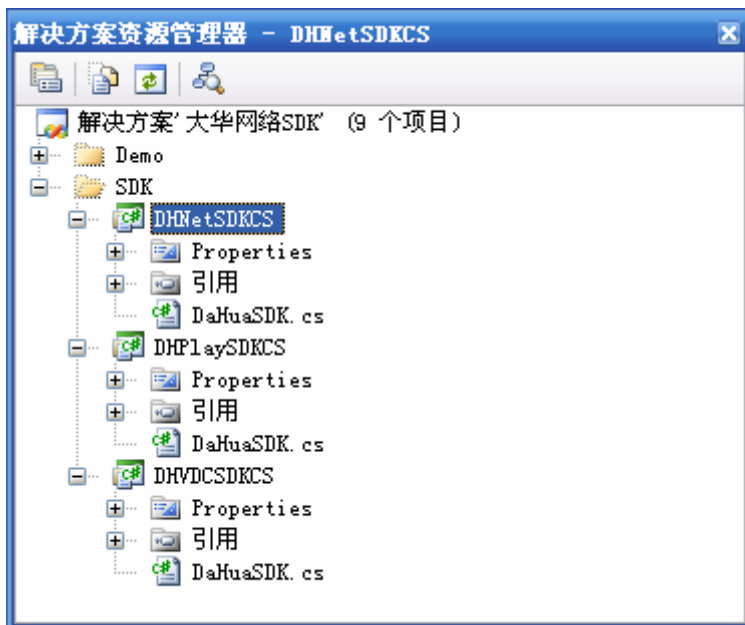 解决方案资源管理器 - DHNetSDKCS
解决方案'大华网络SDK' (9 个项目)
Demo
SDK
DHNetSDKCS
Properties
引用
DaHuaSDK.cs
DHPlaySDKCS
Properties
引用
DaHuaSDK.cs
DHVDCSDKCS
Properties
引用
DaHuaSDK.cs